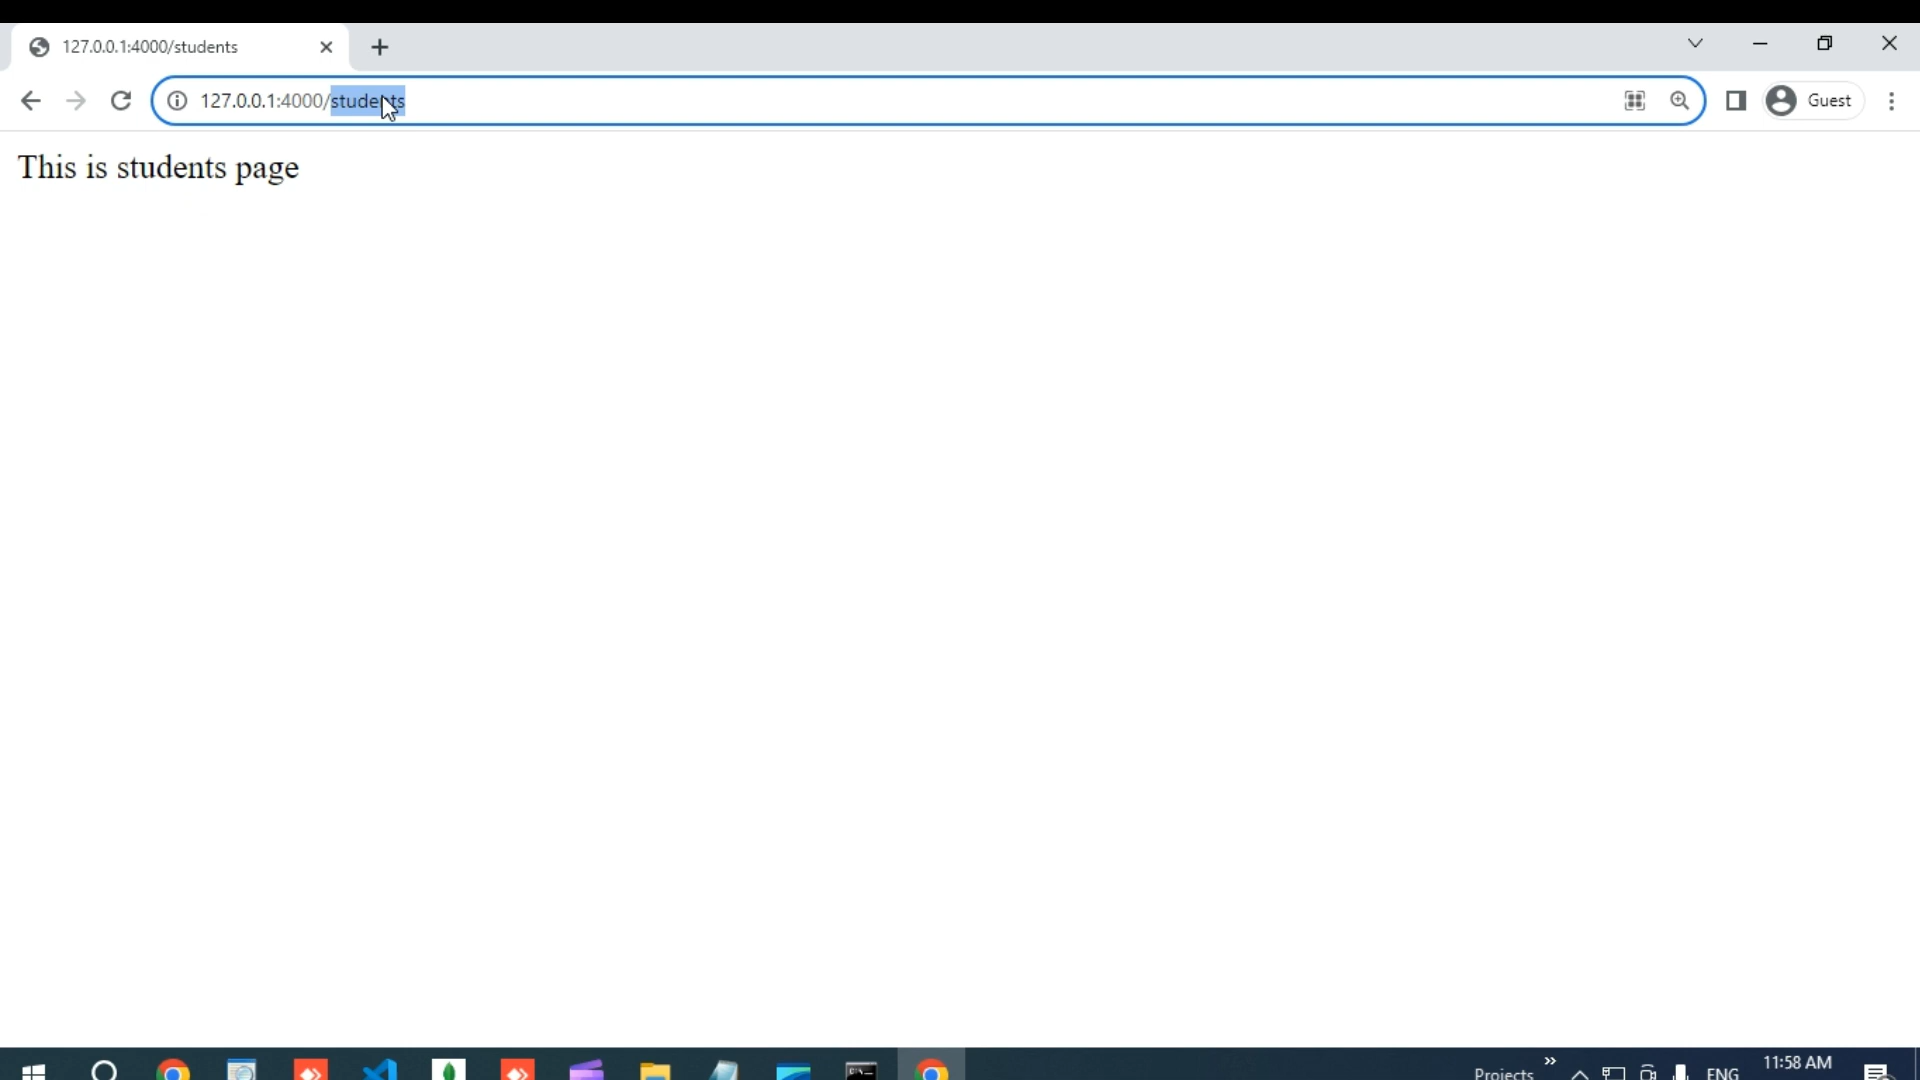 127.0.0.1:4000/students
127.0.0.1:4000/students
Guest
This is students page
Projects
»
ENG
11:58 AM